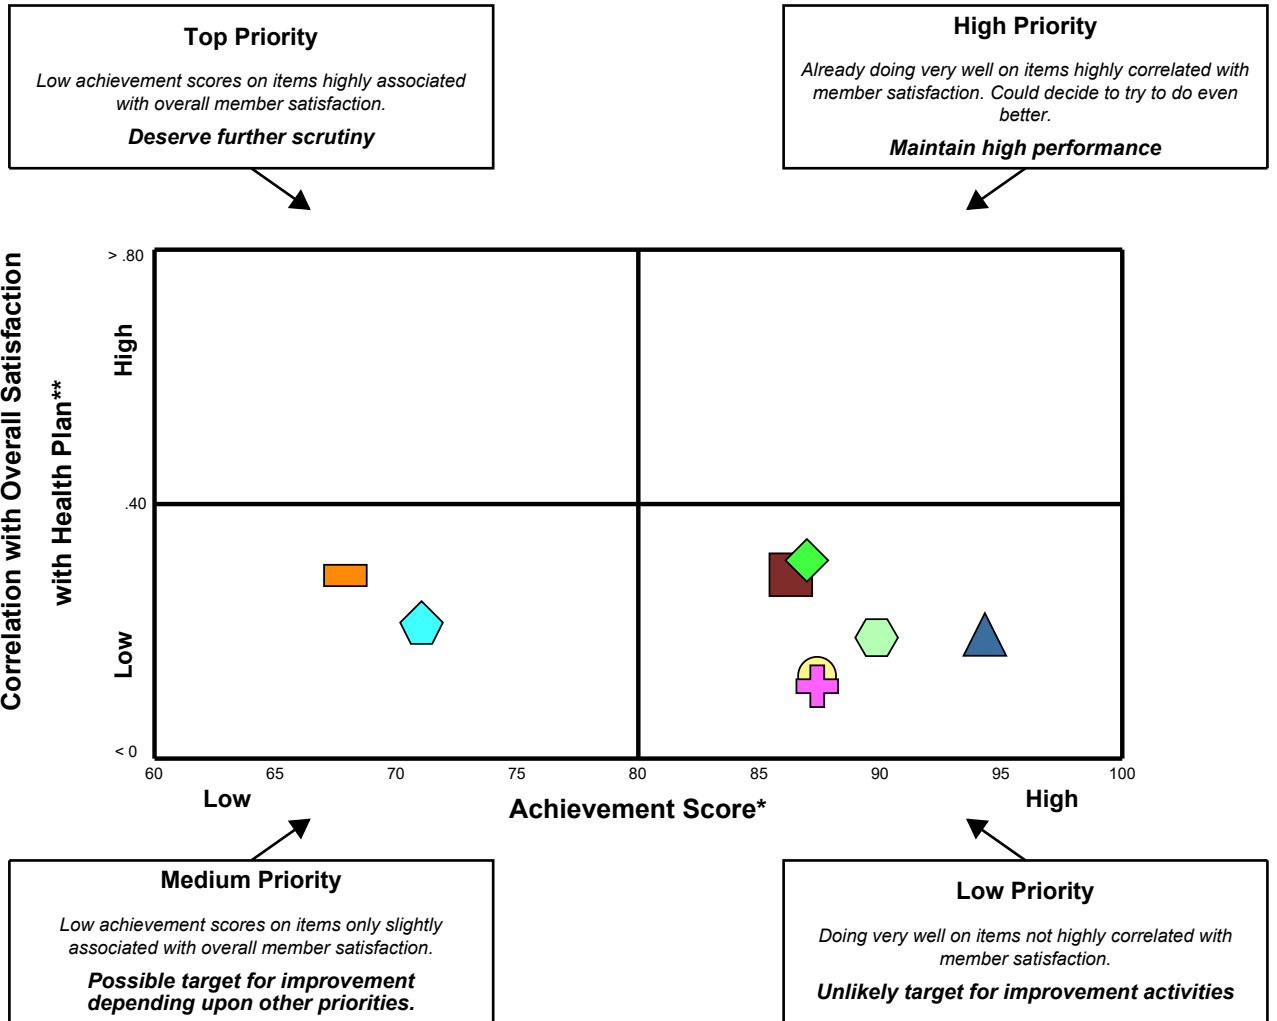 Top Priority
Low achievement scores on items highly associated
with overall member satisfaction.
Deserve further scrutiny
High Priority
Already doing very well on items highly correlated with
member satisfaction. Could decide to try to do even
better.
Maintain high performance
Correlation with Overall Satisfaction
with Health Plan**
High
Low
> .80
.40
< 0
60
65
70
75
80
85
90
95
100
Low
Achievement Score*
High
Medium Priority
Low achievement scores on items only slightly
associated with overall member satisfaction.
Possible target for improvement
depending upon other priorities.
Low Priority
Doing very well on items not highly correlated with
member satisfaction.
Unlikely target for improvement activities